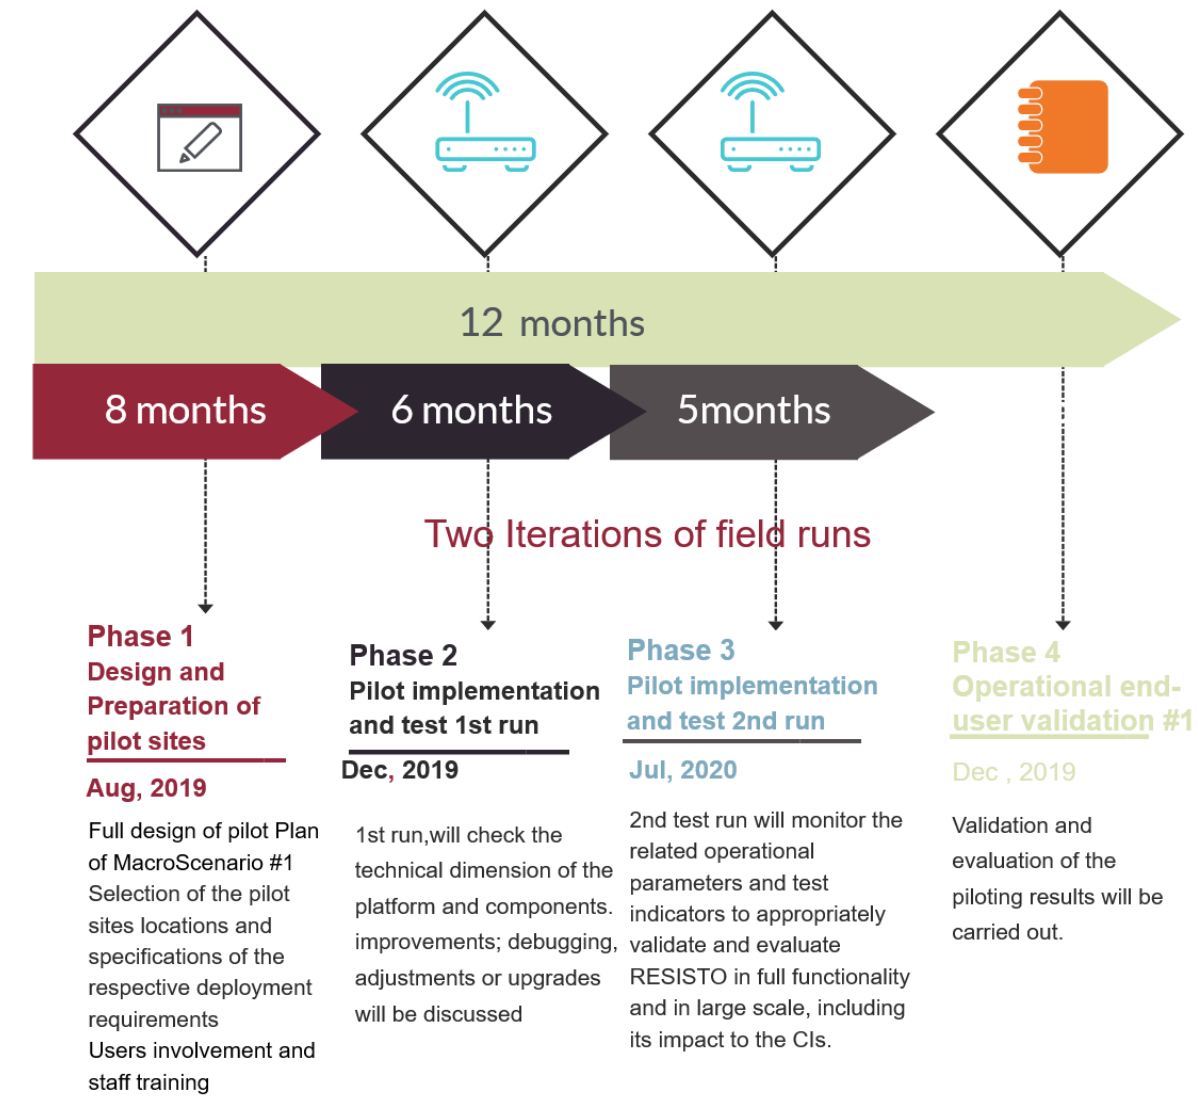 12 months
8 months
6 months
5months
Two Iterations of field runs
Phase 1
Design and
Preparation of
pilot sites
Aug, 2019
Full design of pilot Plan
of MacroScenario #1
Selection of the pilot
sites locations and
specifications of the
respective deployment
requirements
Users involvement and
staff training
Phase 2
Pilot implementation
and test 1st run
Dec, 2019
1st run,will check the
technical dimension of the
platform and components.
improvements; debugging,
adjustments or upgrades
will be discussed
Phase 3
Pilot implementation
and test 2nd run
Jul, 2020
2nd test run will monitor the
related operational
parameters and test
indicators to appropriately
validate and evaluate
RESISTO in full functionality
and in large scale, including
its impact to the CIs.
Phase 4
Operational end-
user validation #1
Dec , 2019
Validation and
evaluation of the
piloting results will be
carried out.